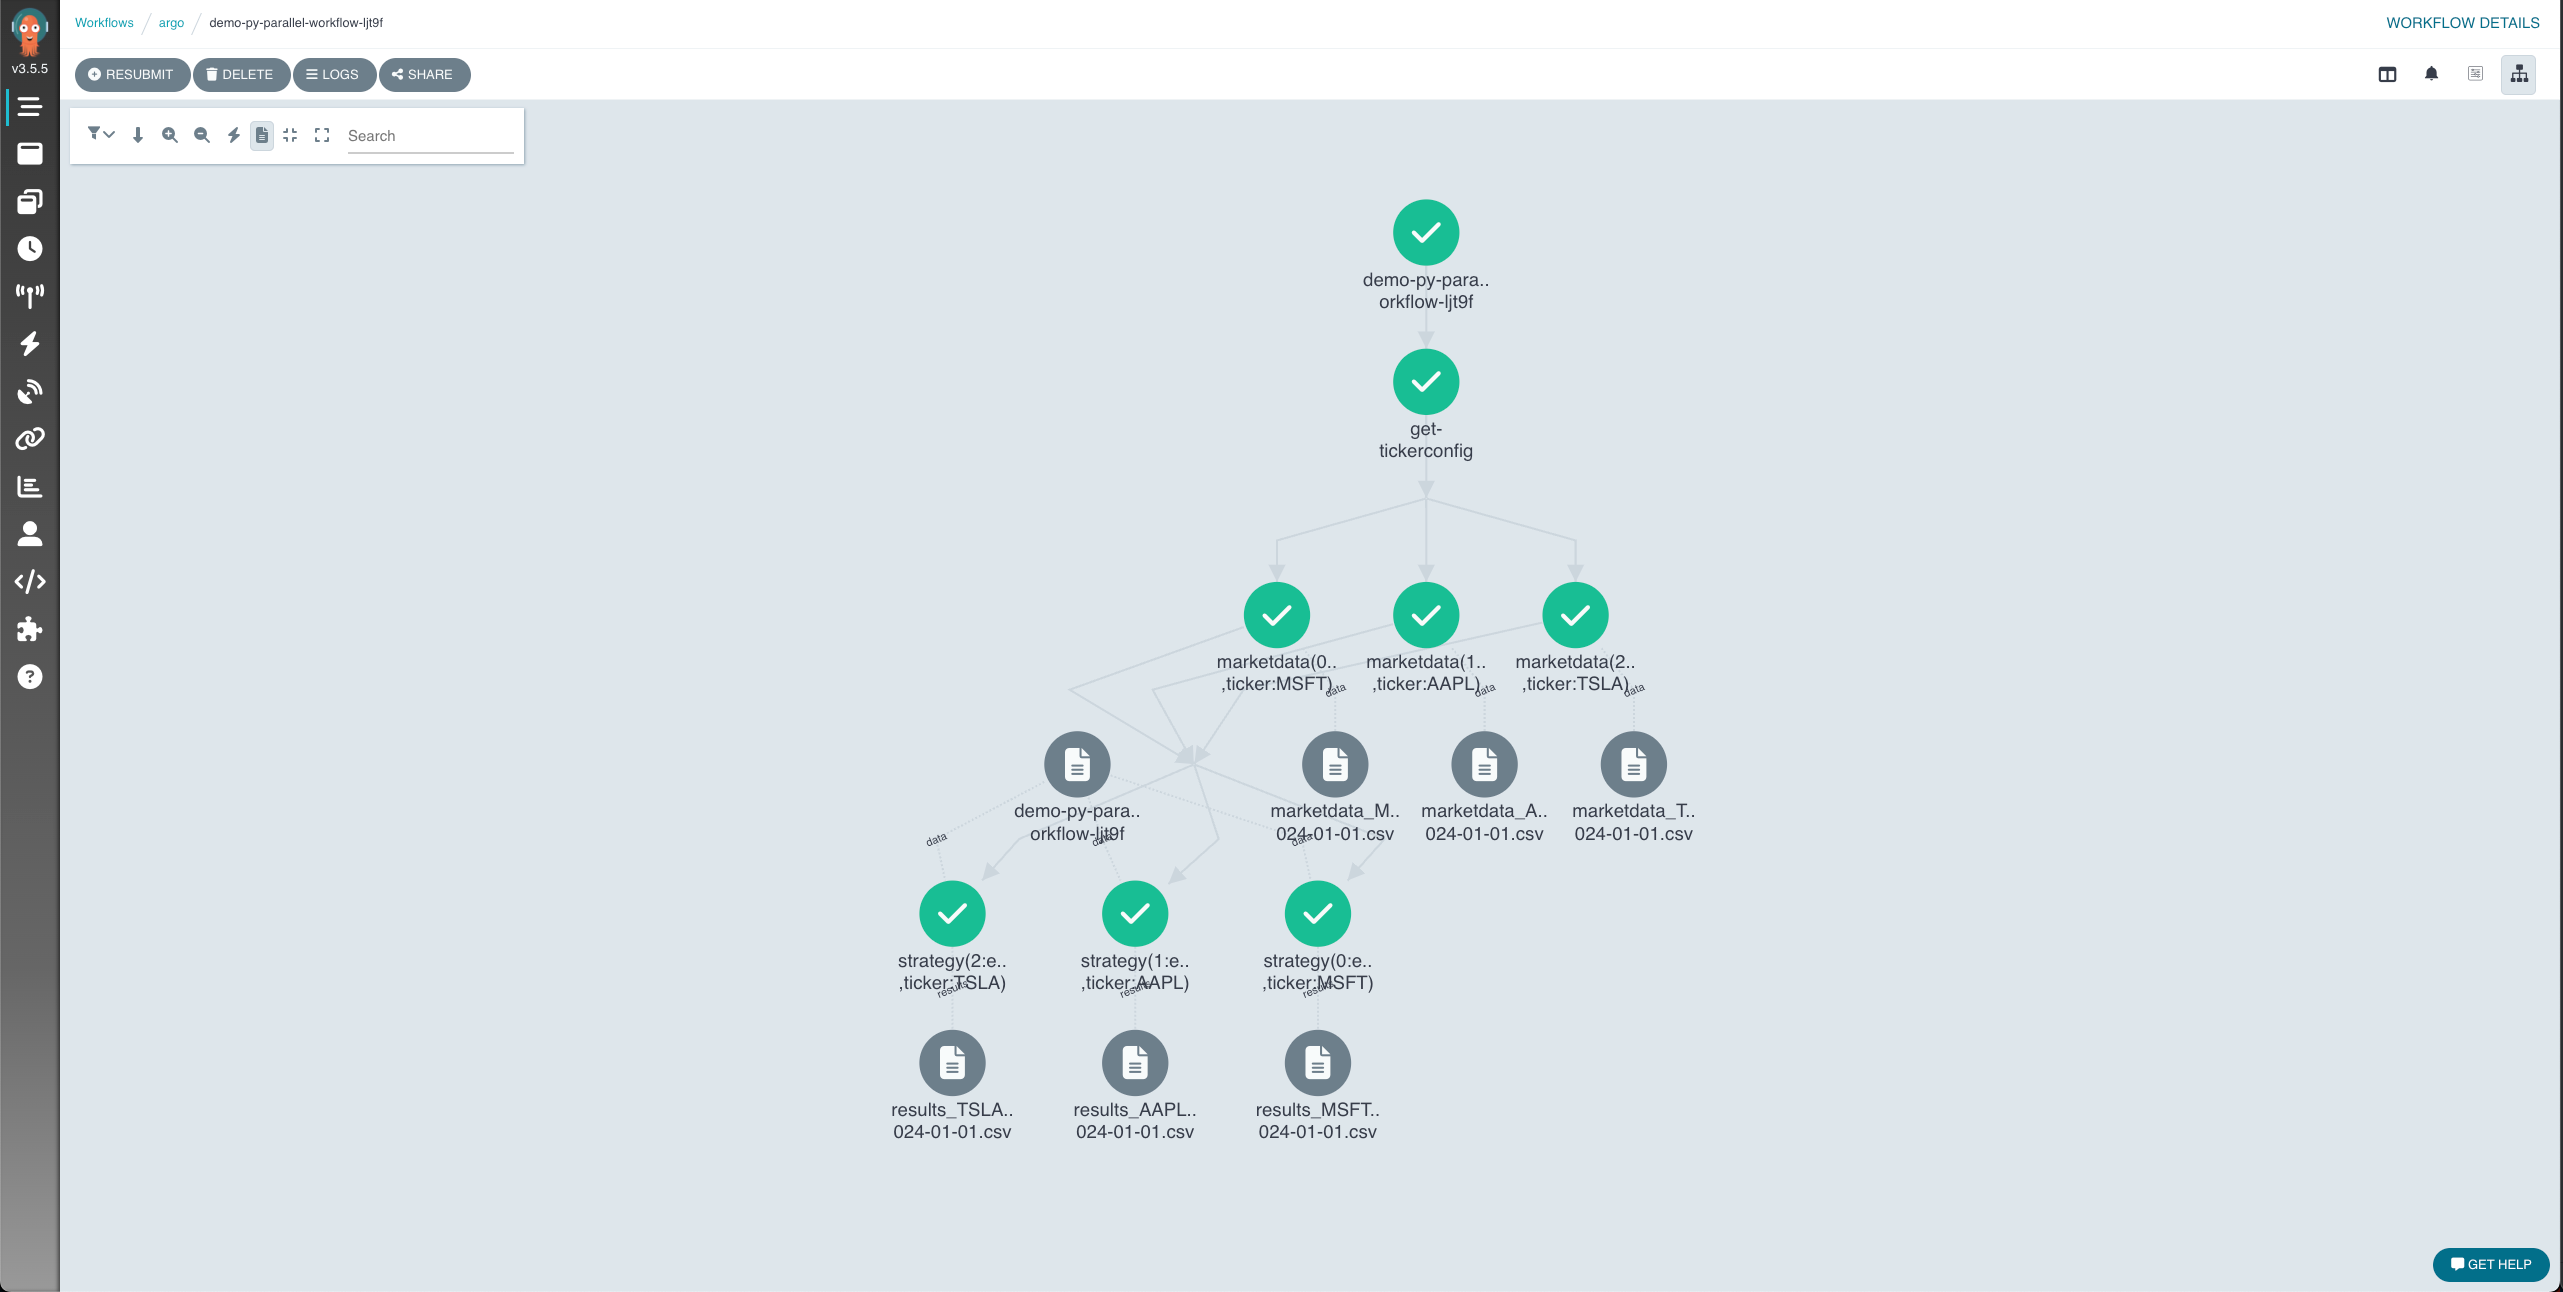 Workflows / argo / demo-py-parallel-workflow-ljt9f
WORKFLOW DETAILS
v3.5.5
RESUBMIT DELETE LOGS SHARE
Search
demo-py-para..
orkflow-ljt9f
get-
tickerconfig
marketdata(0.. marketdata(1.. marketdata(2..
,ticker:MSFT) ,ticker:AAPL) ,ticker:TSLA)
data data data
demo-py-para.. marketdata_M.. marketdata_A.. marketdata_T..
orkflow-ljt9f 024-01-01.csv 024-01-01.csv 024-01-01.csv
data data data
strategy(2:e.. strategy(1:e.. strategy(0:e..
,ticker:TSLA) ,ticker:AAPL) ,ticker:MSFT)
results results results
results_TSLA.. results_AAPL.. results_MSFT..
024-01-01.csv 024-01-01.csv 024-01-01.csv
GET HELP